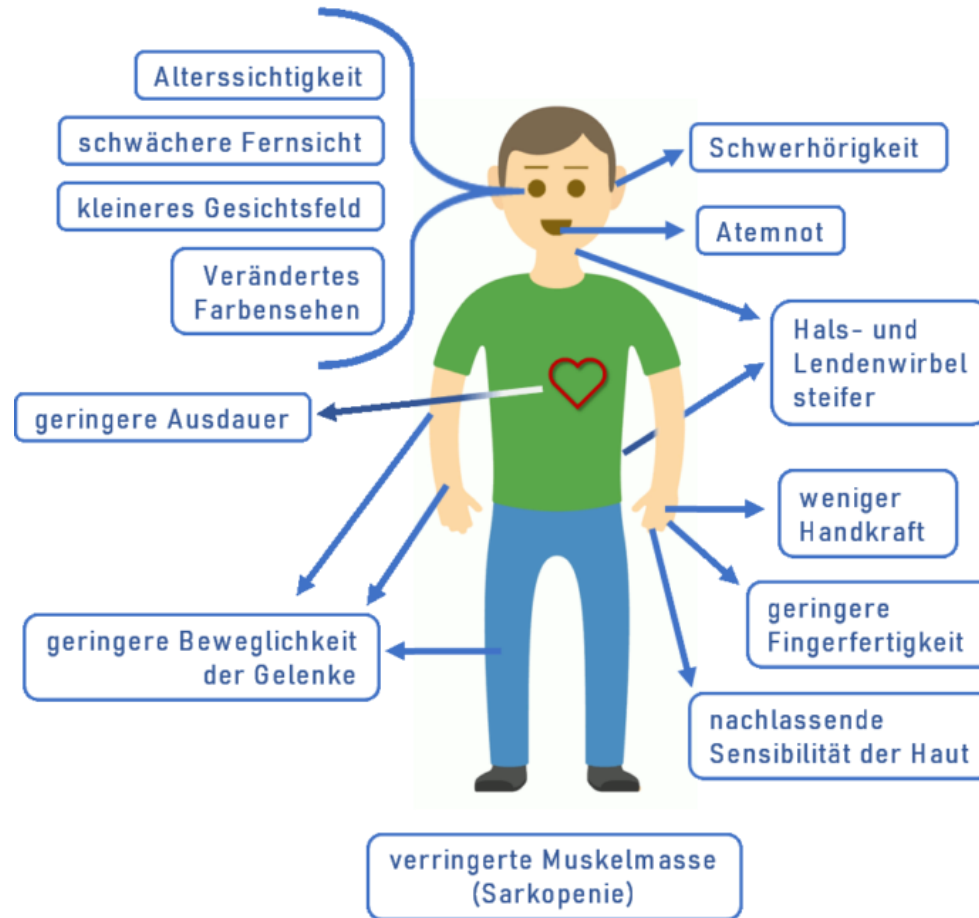 Alterssichtigkeit
schwächere Fernsicht
kleineres Gesichtsfeld
Verändertes
Farbensehen
geringere Ausdauer
geringere Beweglichkeit
der Gelenke
Schwerhörigkeit
Atemnot
Hals- und
Lendenwirbel
steifer
weniger
Handkraft
geringere
Fingerfertigkeit
nachlassende
Sensibilität der Haut
verringerte Muskelmasse
(Sarkopenie)